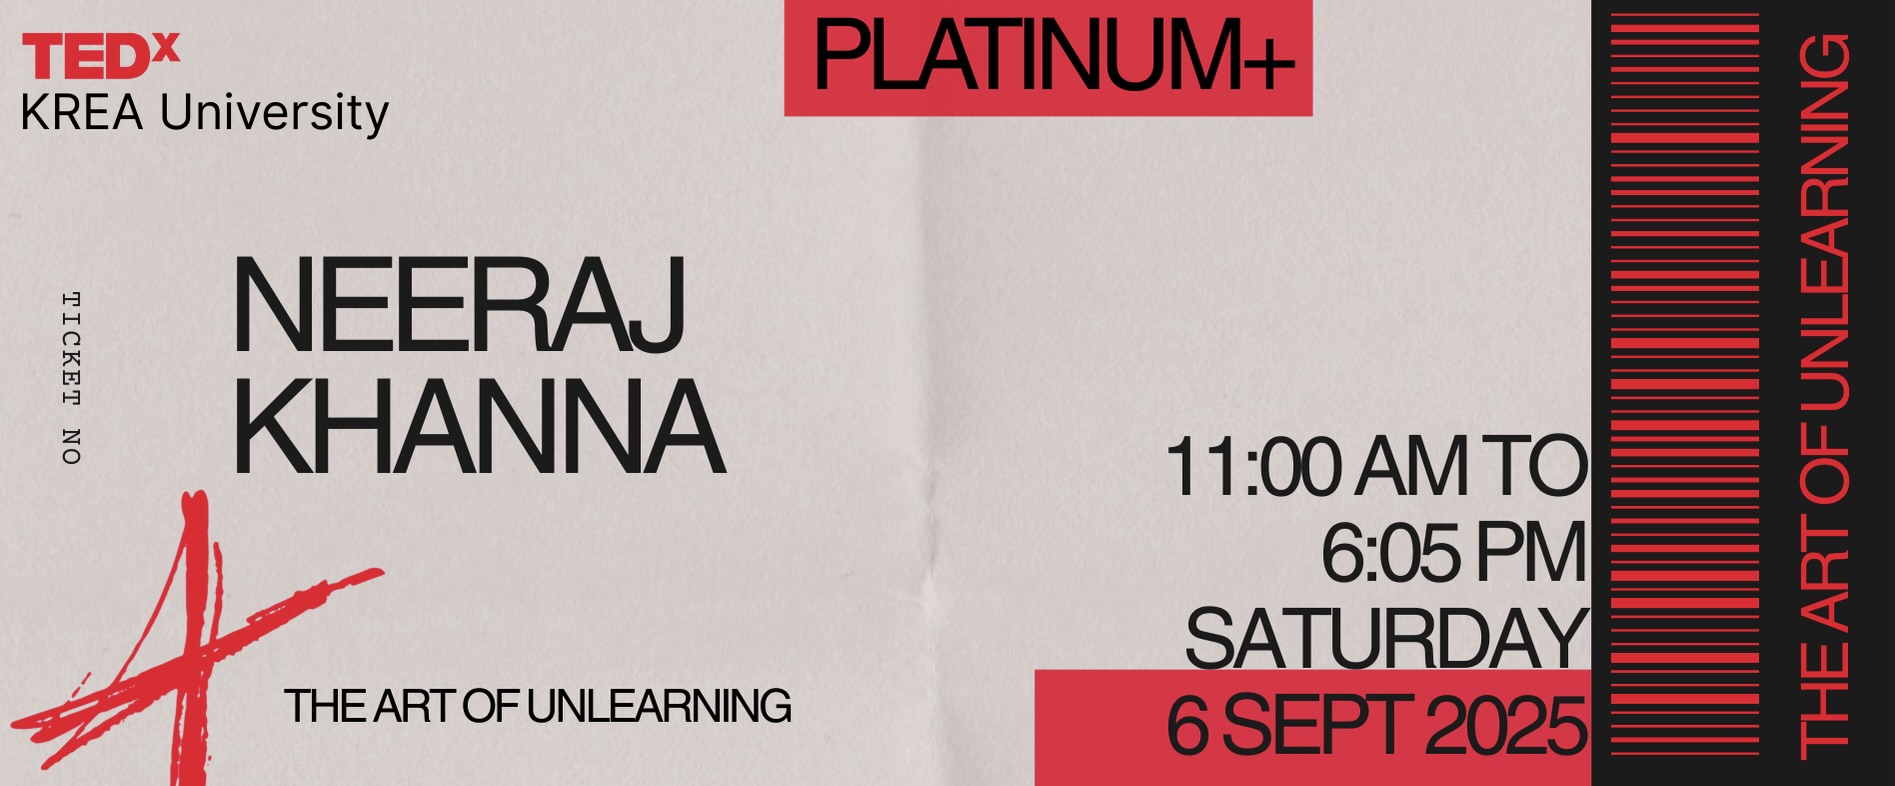 TEDx
KREA University
PLATINUM+
TICKET NO
NEERAJ
KHANNA
THE ART OF UNLEARNING
11:00 AM TO
6:05 PM
SATURDAY
6 SEPT 2025
THE ART OF UNLEARNING